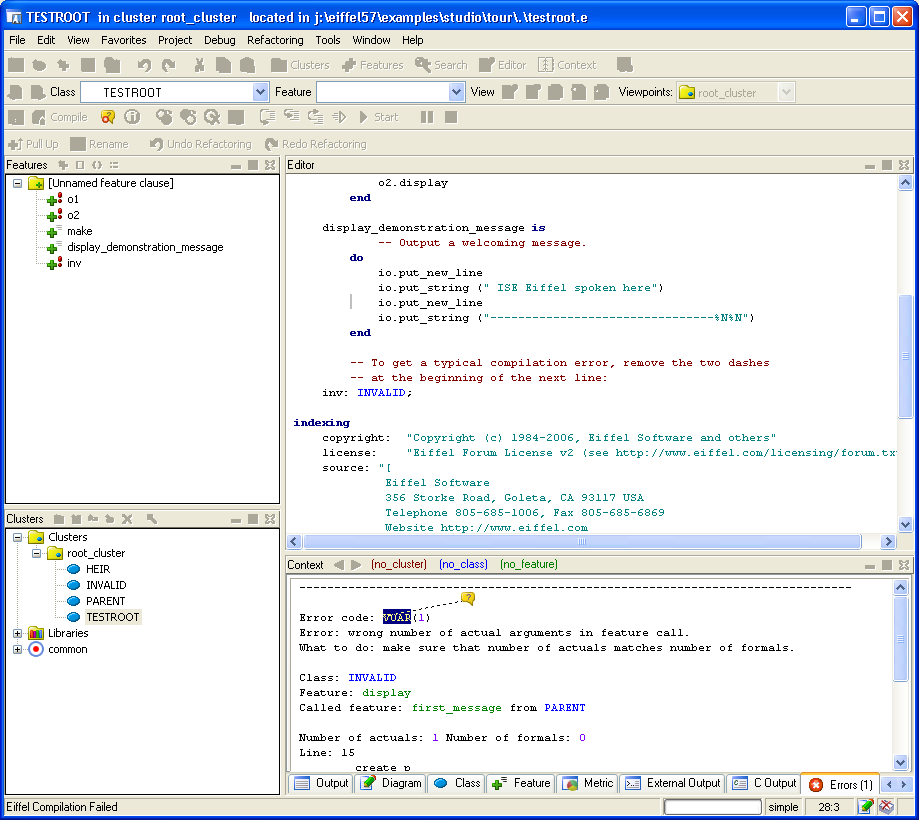 TESTROOT in cluster root_cluster located in j:\eiffel57\examples\studio\tour\.\testroot.e
File Edit View Favorites Project Debug Refactoring Tools Window Help
Clusters Features Search Editor Context
Class TESTROOT Feature View Viewpoints: root_cluster
Compile Start
Pull Up Rename Undo Refactoring Redo Refactoring
Features
[Unnamed feature clause]
o1
o2
make
display_demonstration_message
inv
Editor
o2.display
end
display_demonstration_message is
-- Output a welcoming message.
do
io.put_new_line
io.put_string (" ISE Eiffel spoken here")
io.put_new_line
io.put_string ("--------------------------------%N%N")
end
-- To get a typical compilation error, remove the two dashes
-- at the beginning of the next line:
inv: INVALID;
indexing
copyright: "Copyright (c) 1984-2006, Eiffel Software and others"
license: "Eiffel Forum License v2 (see http://www.eiffel.com/licensing/forum.tx
source: "[
Eiffel Software
356 Storke Road, Goleta, CA 93117 USA
Telephone 805-685-1006, Fax 805-685-6869
Website http://www.eiffel.com
Clusters
Clusters
root_cluster
HEIR
INVALID
PARENT
TESTROOT
Libraries
common
Context (no_cluster) (no_class) (no_feature)
-------------------------------------------------------------------------------
Error code: VUAR(1)
Error: wrong number of actual arguments in feature call.
What to do: make sure that number of actuals matches number of formals.
Class: INVALID
Feature: display
Called feature: first_message from PARENT
Number of actuals: 1 Number of formals: 0
Line: 15
create p
Output Diagram Class Feature Metric External Output C Output Errors (1)
Eiffel Compilation Failed simple 28:3